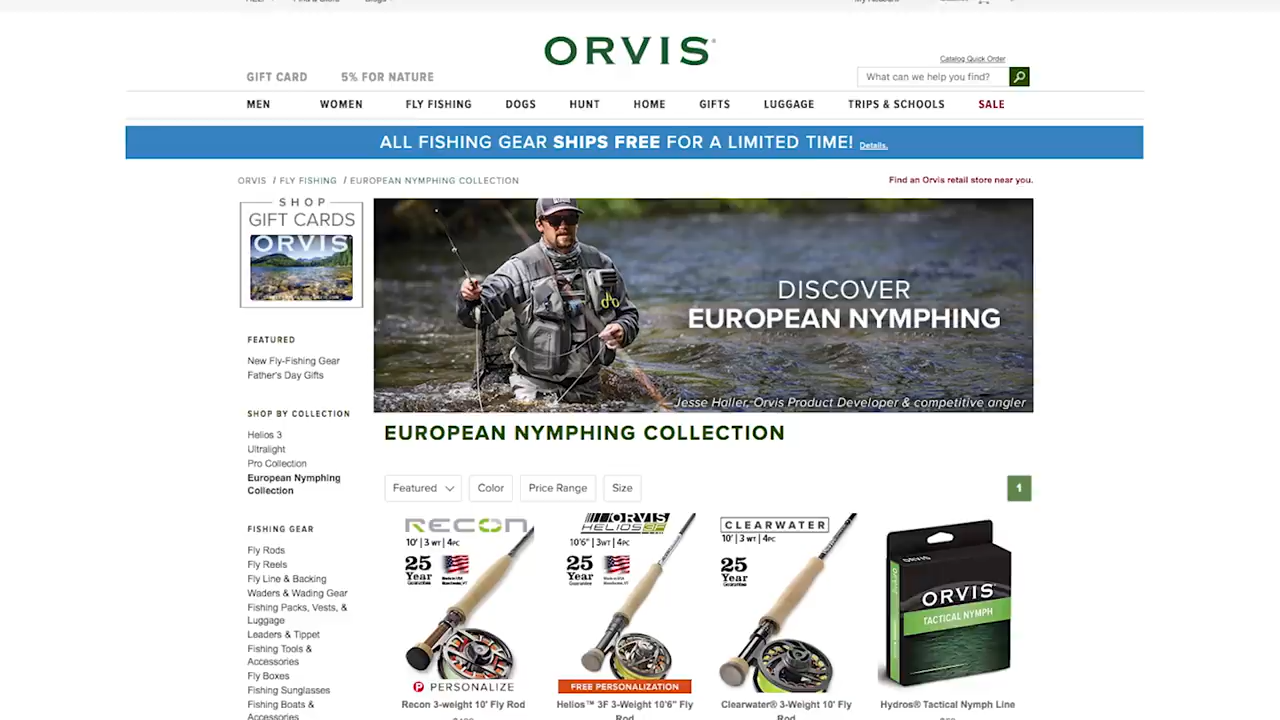 ORVIS
Catalog Quick Order
GIFT CARD 5% FOR NATURE
What can we help you find?
MEN WOMEN FLY FISHING DOGS HUNT HOME GIFTS LUGGAGE TRIPS & SCHOOLS SALE
ALL FISHING GEAR SHIPS FREE FOR A LIMITED TIME! Details.
ORVIS / FLY FISHING / EUROPEAN NYMPHING COLLECTION
Find an Orvis retail store near you.
SHOP
GIFT CARDS
ORVIS
DISCOVER
EUROPEAN NYMPHING
Jesse Haller, Orvis Product Developer & competitive angler
FEATURED
New Fly-Fishing Gear
Father's Day Gifts
SHOP BY COLLECTION
Helios 3
Ultralight
Pro Collection
European Nymphing
Collection
FISHING GEAR
Fly Rods
Fly Reels
Fly Line & Backing
Waders & Wading Gear
Fishing Packs, Vests, &
Luggage
Leaders & Tippet
Fishing Tools &
Accessories
Fly Boxes
Fishing Sunglasses
Fishing Boats &
Accessories
EUROPEAN NYMPHING COLLECTION
Featured Color Price Range Size
1
RECON
10' | 3 WT | 4PC
25
Year
Guarantee
PERSONALIZE
Recon 3-weight 10' Fly Rod
ORVIS
HELIOS 3F
10'6" | 3WT | 4PC
25
Year
Guarantee
FREE PERSONALIZATION
Helios™ 3F 3-Weight 10'6" Fly
Rod
CLEARWATER
10' | 3WT | 4PC
25
Year
Guarantee
Clearwater® 3-Weight 10' Fly
Rod
ORVIS
ORVIS
TACTICAL NYMPH
Hydros® Tactical Nymph Line